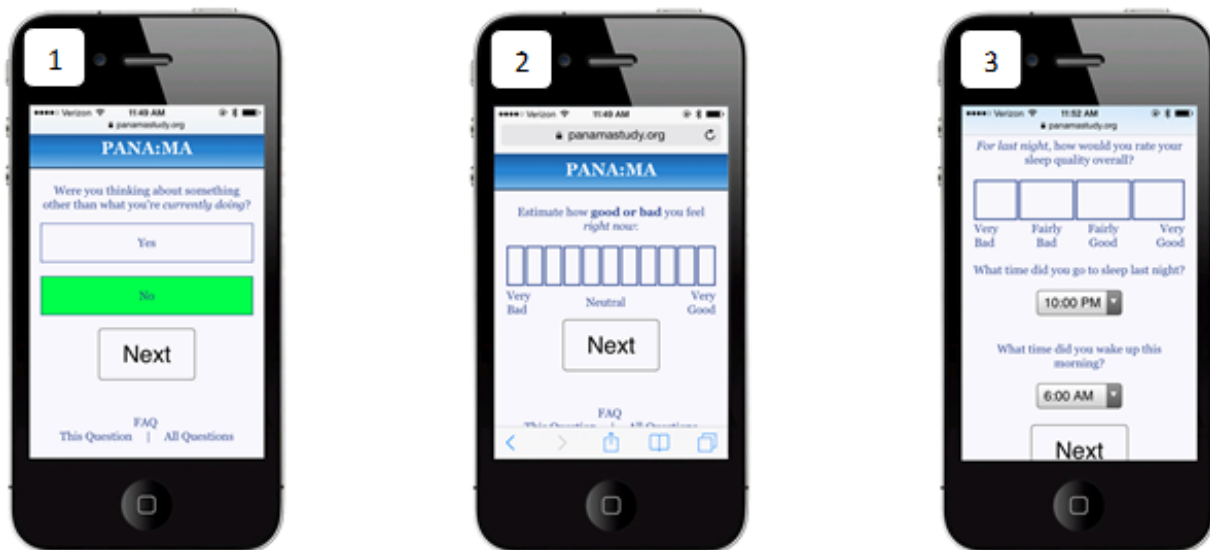 1
Verizon 11:49 AM
panamastudy.org
PANA:MA
Were you thinking about something
other than what you're currently doing?
Yes
No
Next
FAQ
This Question | All Questions
2
Verizon 11:49 AM
panamastudy.org
PANA:MA
Estimate how good or bad you feel
right now:
Very Bad
Neutral
Very Good
Next
FAQ
This Question | All Questions
3
Verizon 11:52 AM
panamastudy.org
For last night, how would you rate your
sleep quality overall?
Very Bad
Fairly Bad
Fairly Good
Very Good
What time did you go to sleep last night?
10:00 PM
What time did you wake up this
morning?
6:00 AM
Next